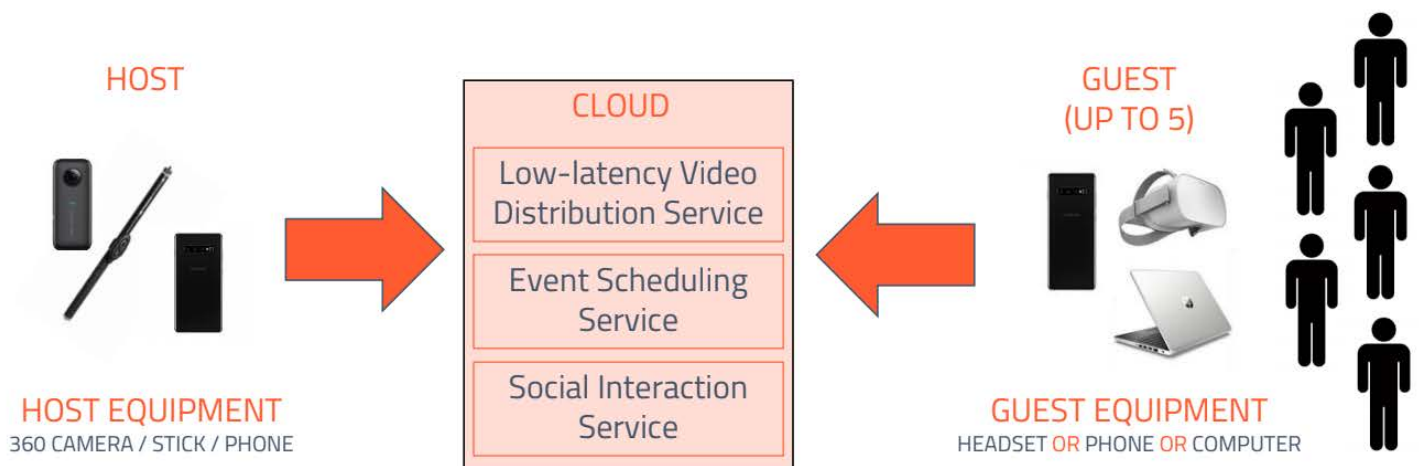 HOST
HOST EQUIPMENT
360 CAMERA / STICK / PHONE
CLOUD
Low-latency Video
Distribution Service
Event Scheduling
Service
Social Interaction
Service
GUEST
(UP TO 5)
GUEST EQUIPMENT
HEADSET OR PHONE OR COMPUTER